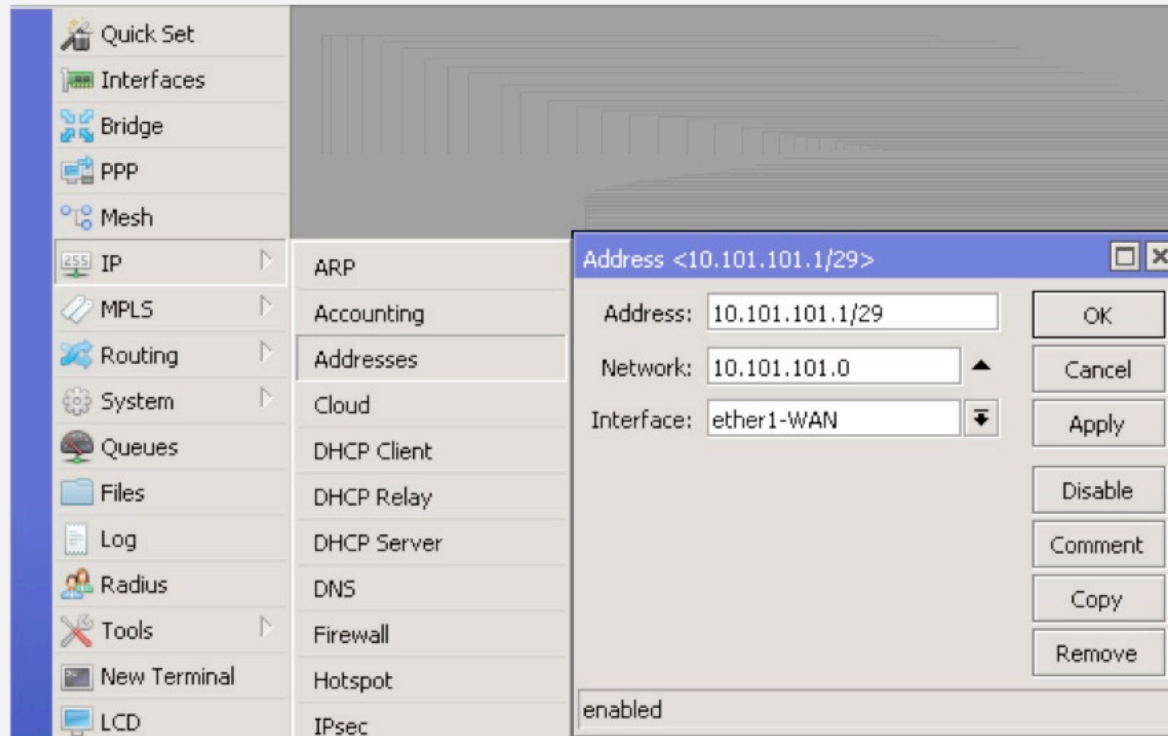 Quick Set
Interfaces
Bridge
PPP
Mesh
255 IP
MPLS
Routing
System
Queues
Files
Log
Radius
Tools
New Terminal
LCD
ARP
Accounting
Addresses
Cloud
DHCP Client
DHCP Relay
DHCP Server
DNS
Firewall
Hotspot
IPsec
Address <10.101.101.1/29>
Address: 10.101.101.1/29
Network: 10.101.101.0
Interface: ether1-WAN
OK
Cancel
Apply
Disable
Comment
Copy
Remove
enabled